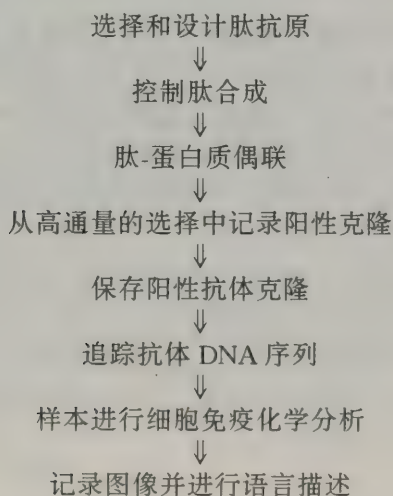 选择和设计肽抗原
⇓
控制肽合成
⇓
肽-蛋白质偶联
⇓
从高通量的选择中记录阳性克隆
⇓
保存阳性抗体克隆
⇓
追踪抗体 DNA 序列
⇓
样本进行细胞免疫化学分析
⇓
记录图像并进行语言描述